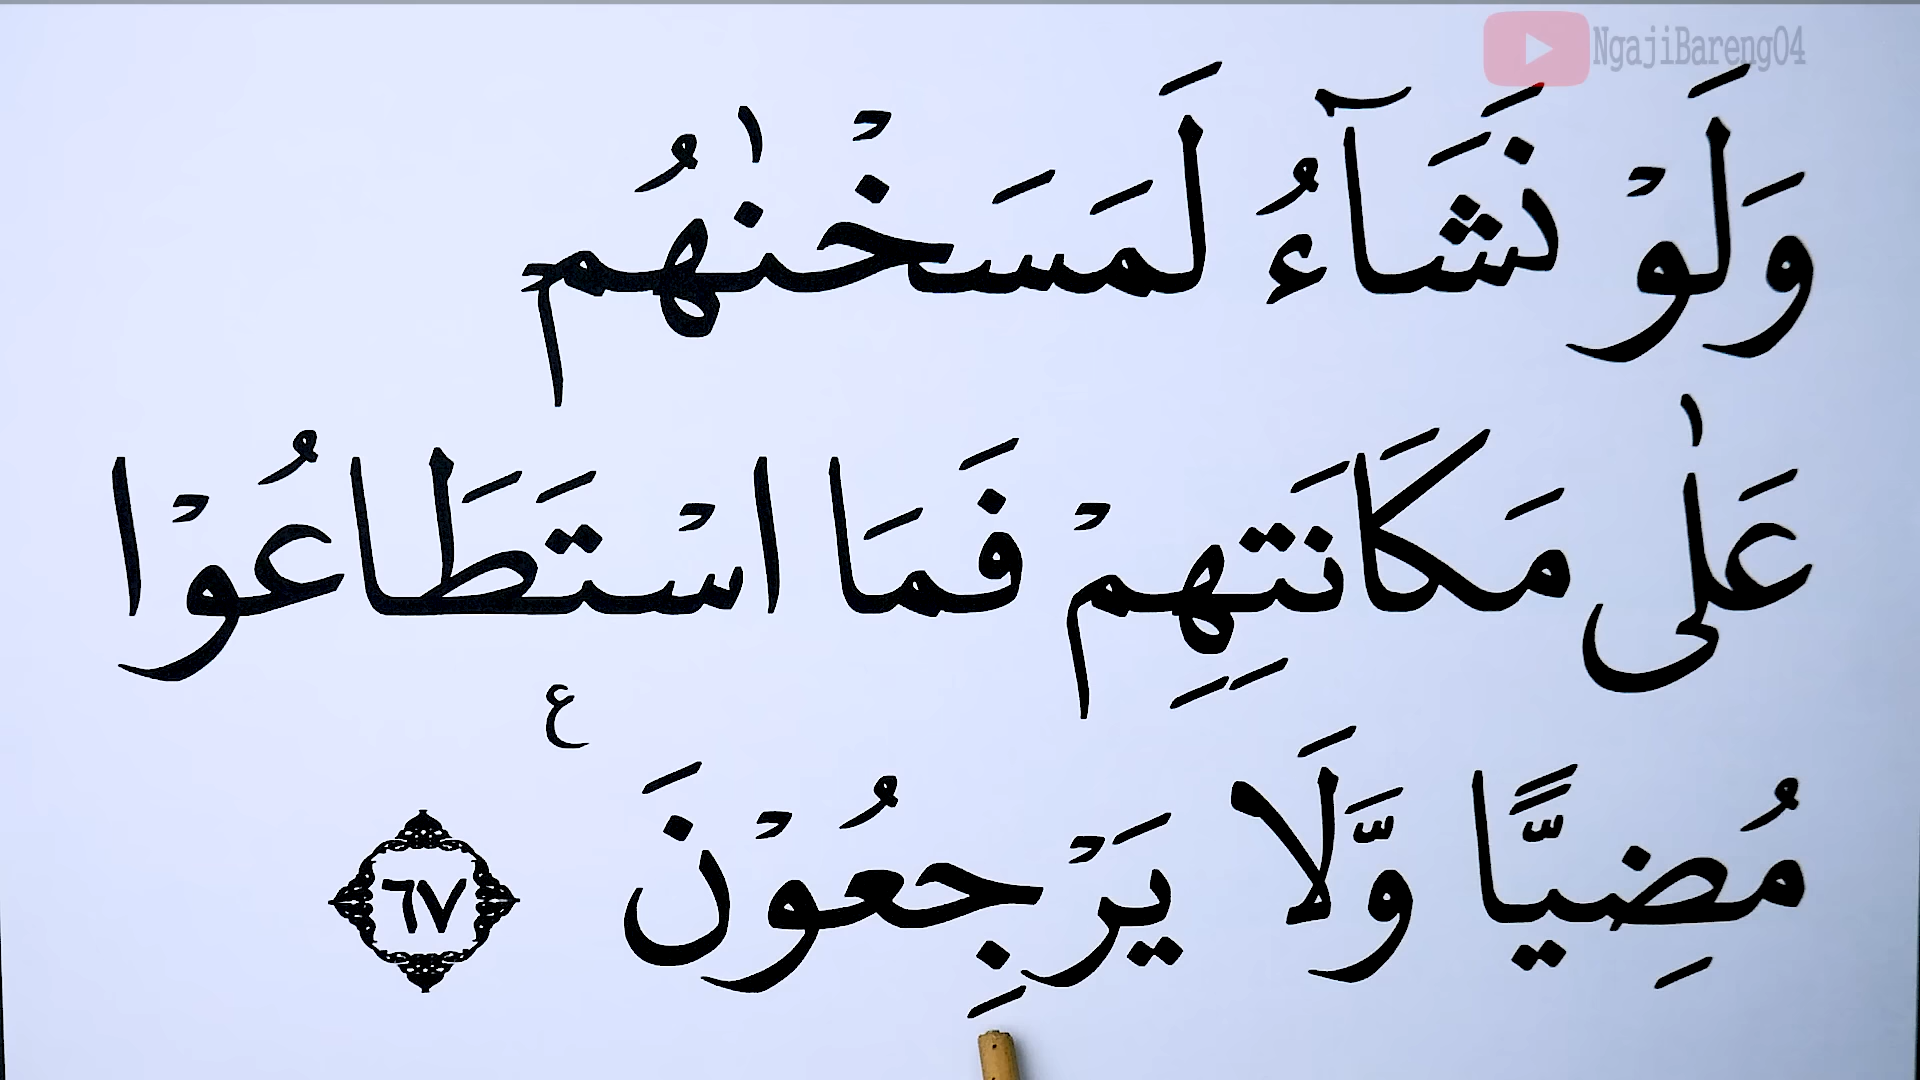 NgajiBareng04
وَلَوْ نَشَآءُ لَمَسَخْنٰهُم
عَلٰى مَكَانَتِهِمْ فَمَا اسْتَطَاعُوْا
مُضِيًّا وَّلَا يَرْجِعُوْنَ ࣖ ٦٧